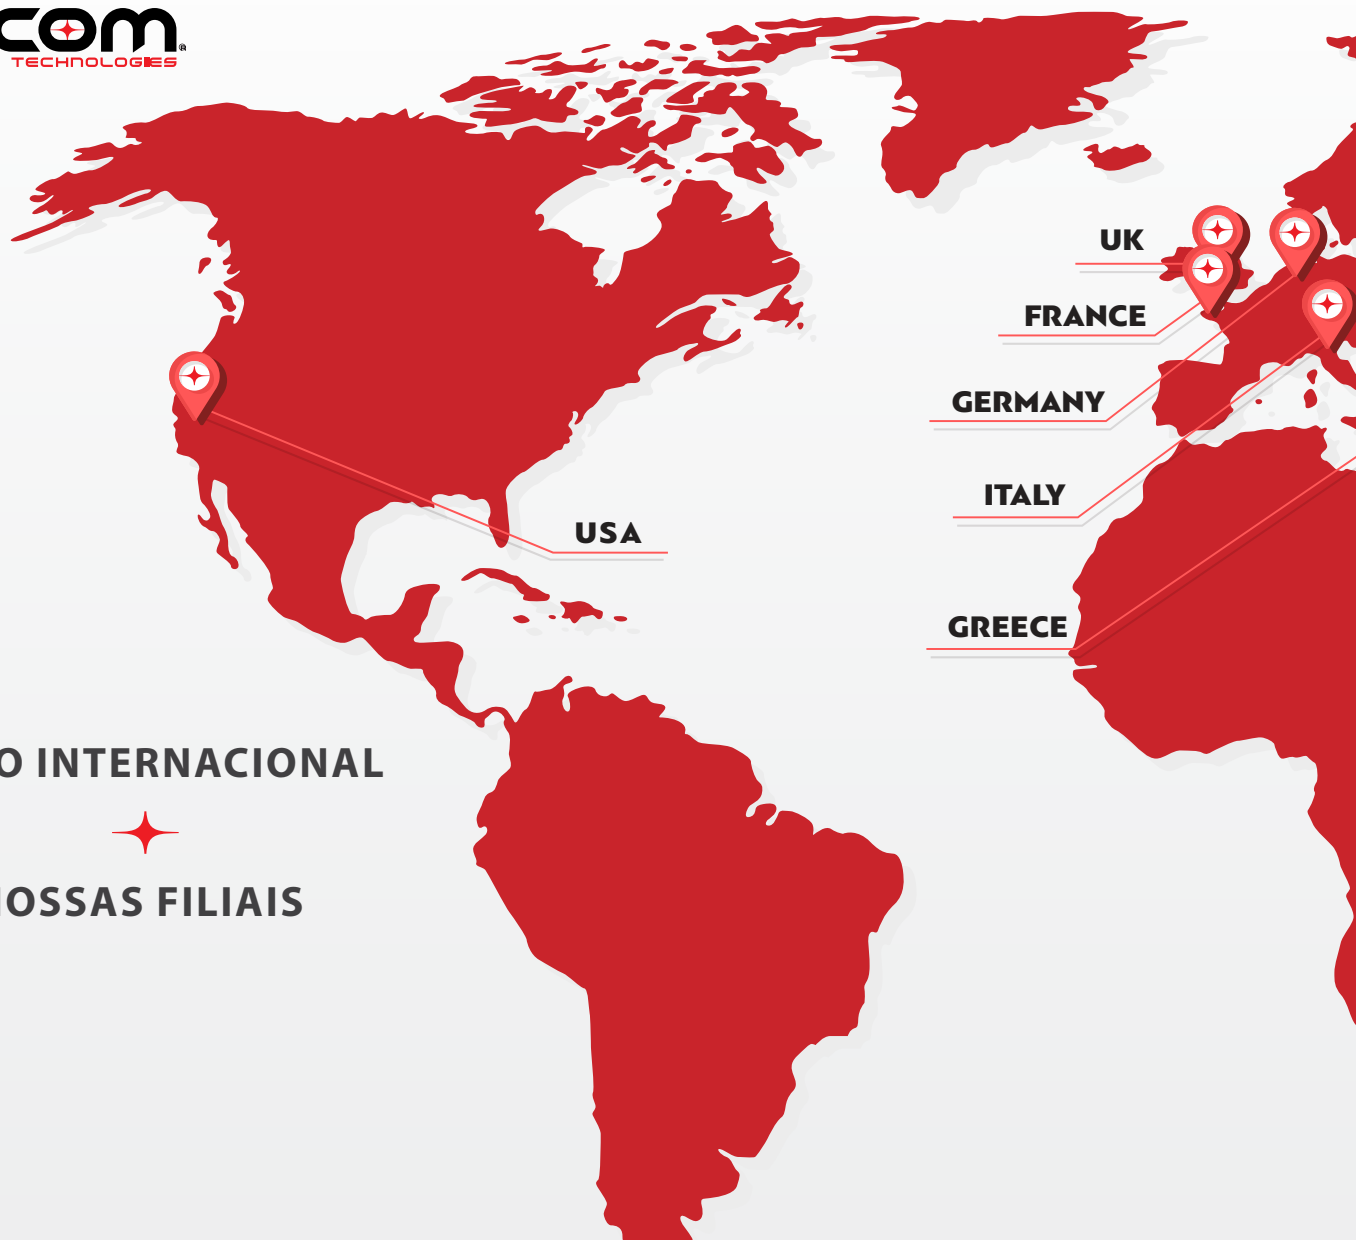 com®
TECHNOLOGIES
UK
FRANCE
GERMANY
ITALY
USA
GREECE
O INTERNACIONAL
OSSAS FILIAIS